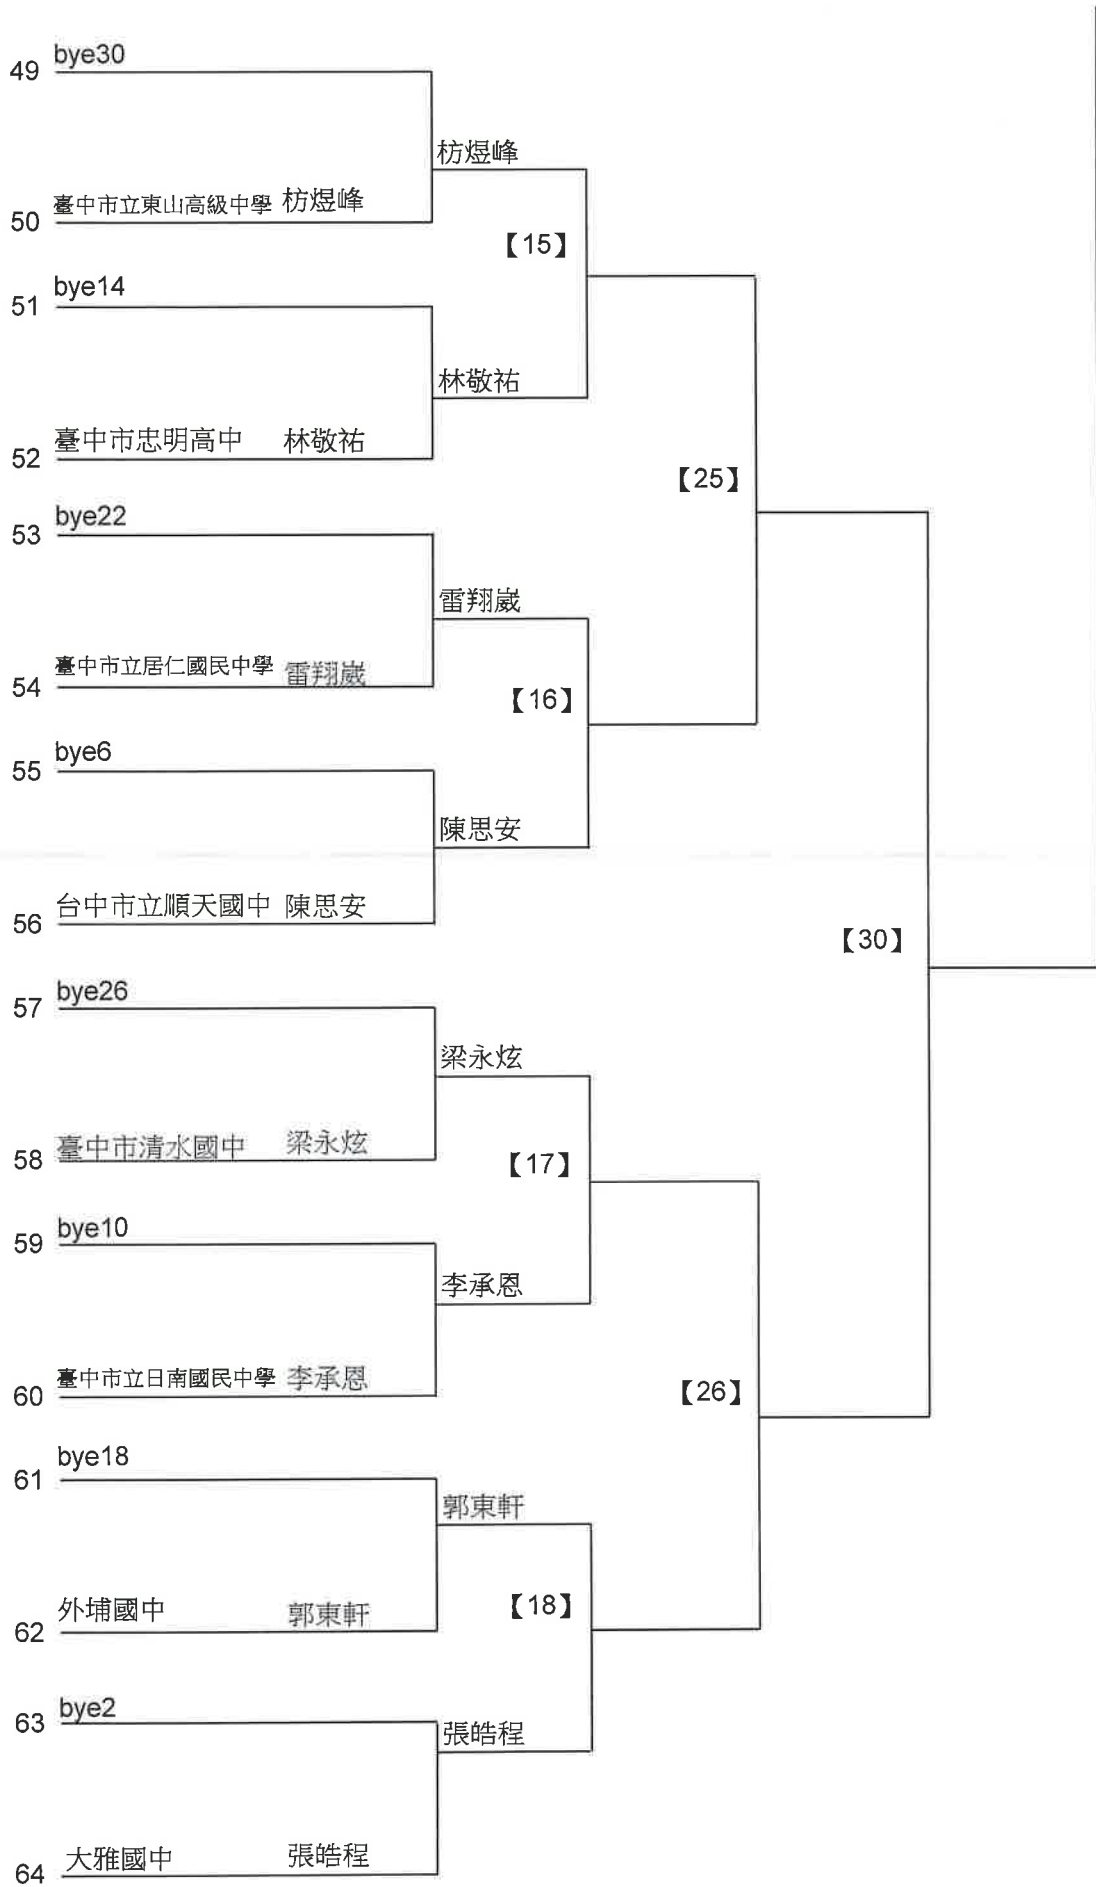 49 bye30
枋煜峰
50 臺中市立東山高級中學 枋煜峰
【15】
51 bye14
林敬祐
52 臺中市忠明高中 林敬祐
【25】
53 bye22
雷翔崴
54 臺中市立居仁國民中學 雷翔崴
【16】
55 bye6
陳思安
56 台中市立順天國中 陳思安
【30】
57 bye26
梁永炫
58 臺中市清水國中 梁永炫
【17】
59 bye10
李承恩
60 臺中市立日南國民中學 李承恩
【26】
61 bye18
郭東軒
62 外埔國中 郭東軒
【18】
63 bye2
張皓程
64 大雅國中 張皓程